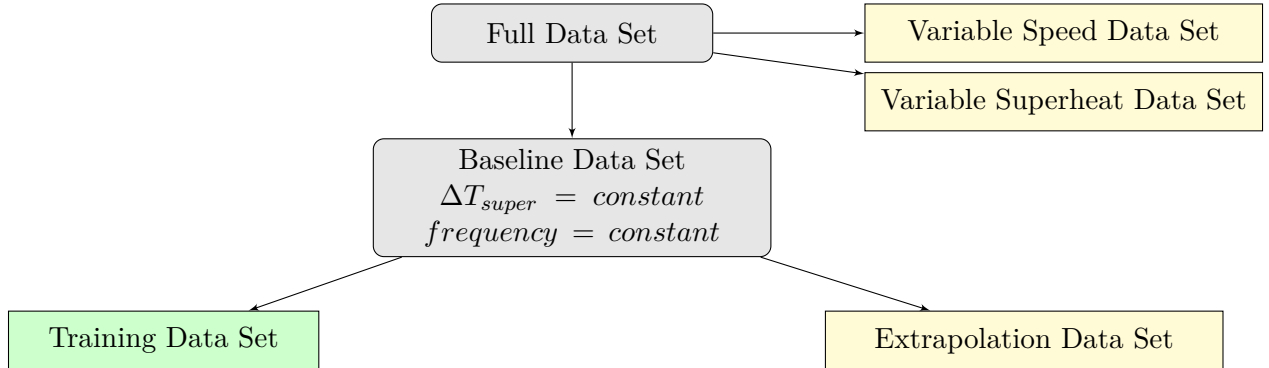 Full Data Set
Variable Speed Data Set
Variable Superheat Data Set
Baseline Data Set
ΔT_super = constant
frequency = constant
Training Data Set
Extrapolation Data Set